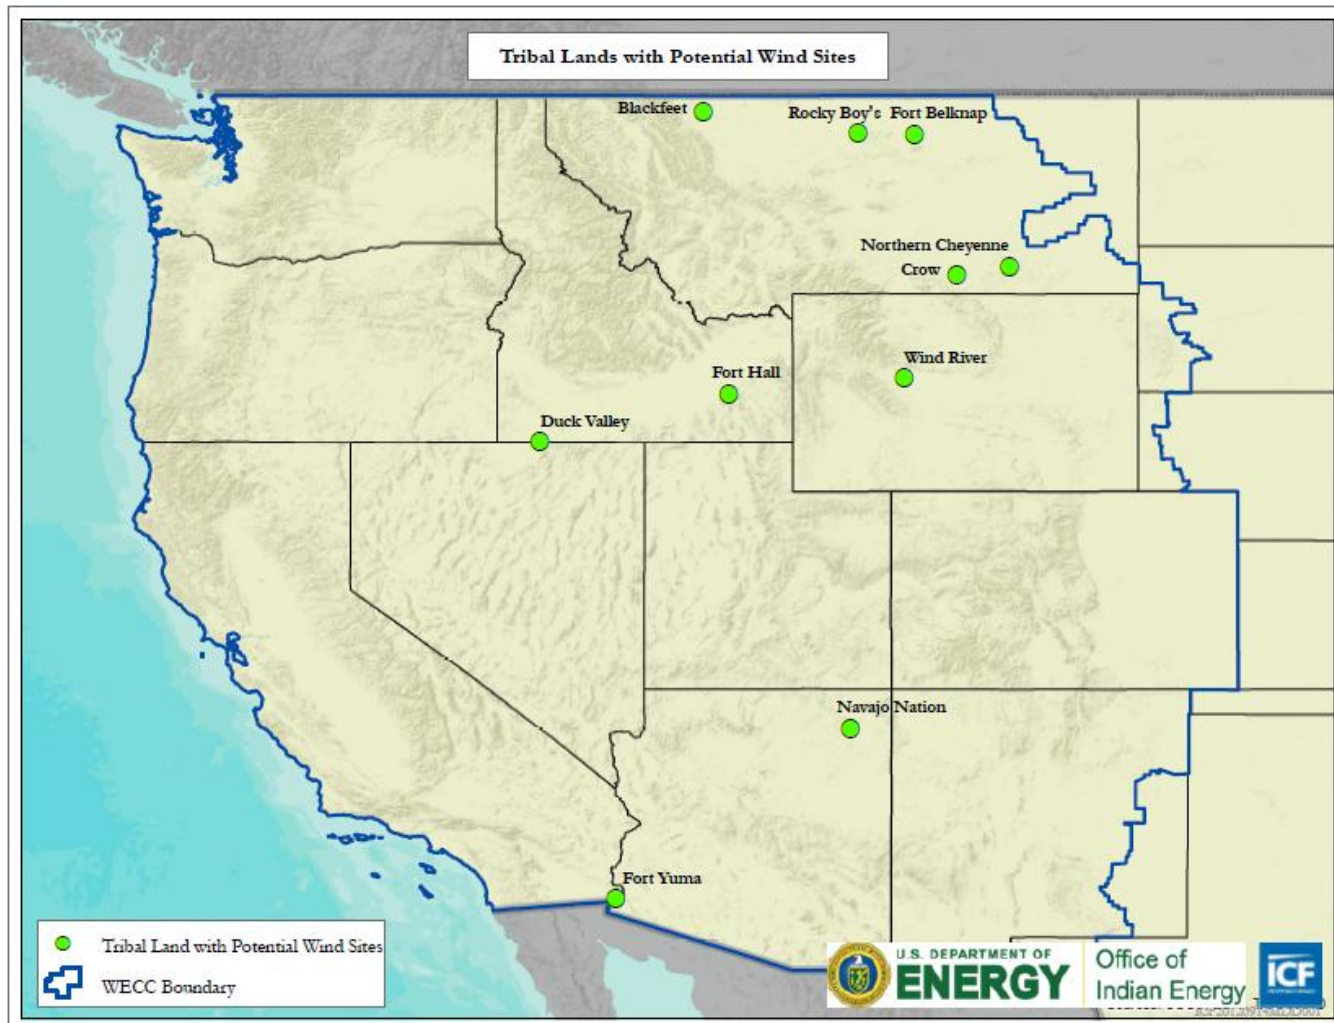 Tribal Lands with Potential Wind Sites
Blackfeet
Rocky Boy's Fort Belknap
Northern Cheyenne
Crow
Wind River
Fort Hall
Duck Valley
Navajo Nation
Fort Yuma
Tribal Land with Potential Wind Sites
WECC Boundary
U.S. DEPARTMENT OF
ENERGY
Office of
Indian Energy
ICF